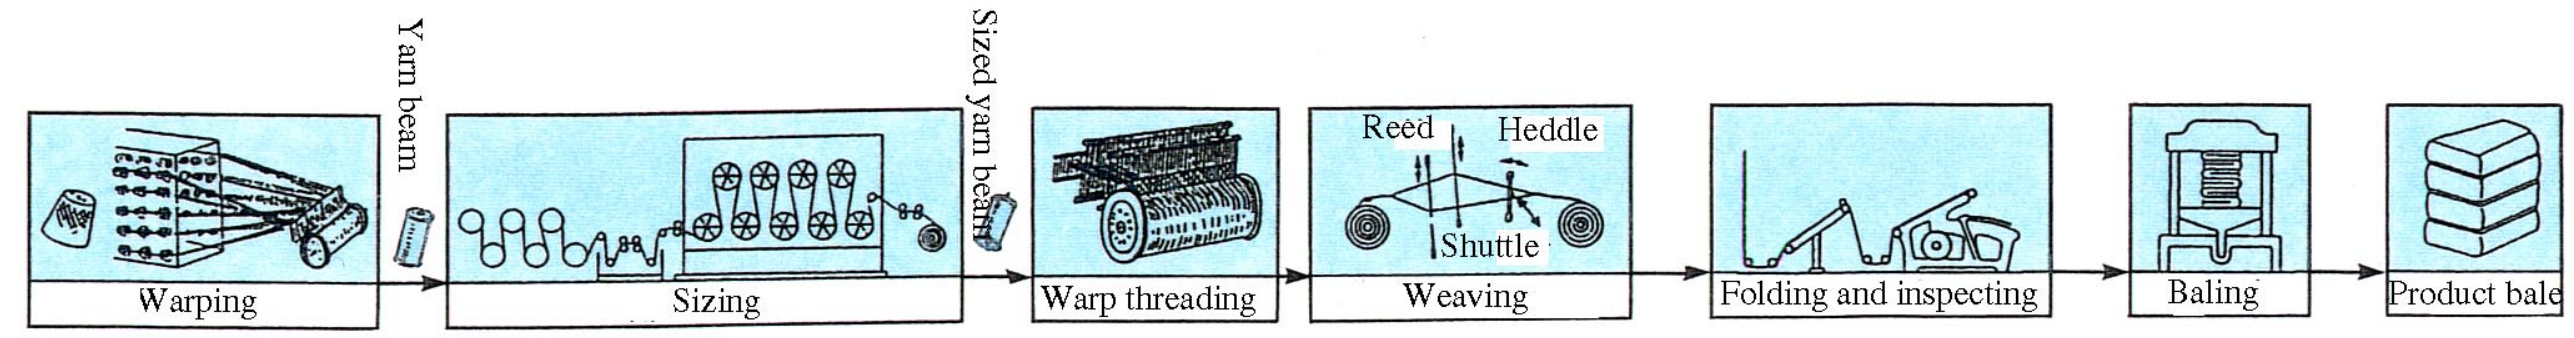 Yarn beam
Sized yarn beam
Reed
Heddle
Shuttle
Warping
Sizing
Warp threading
Weaving
Folding and inspecting
Baling
Product bale